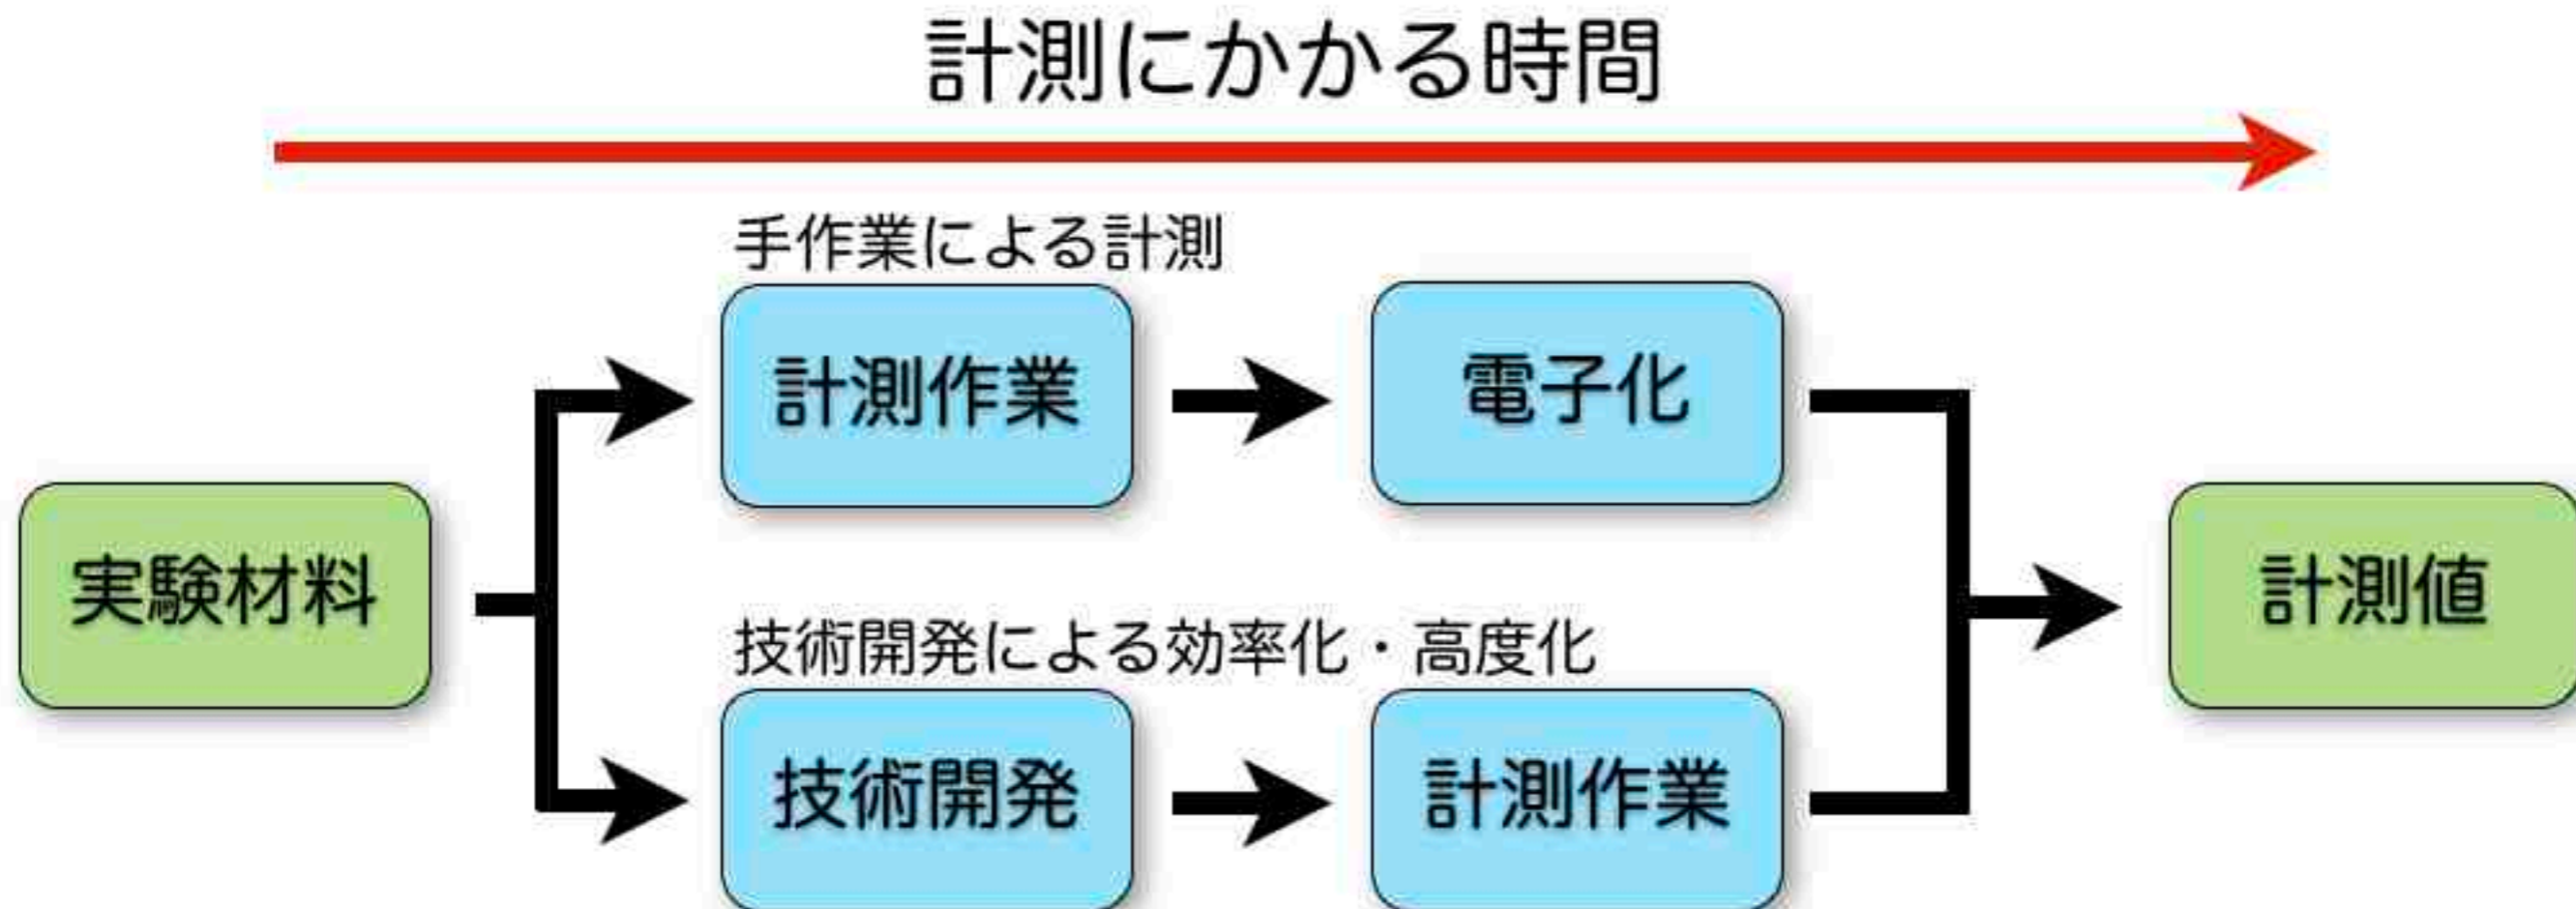 計測にかかる時間
手作業による計測
計測作業
電子化
実験材料
計測値
技術開発による効率化・高度化
技術開発
計測作業